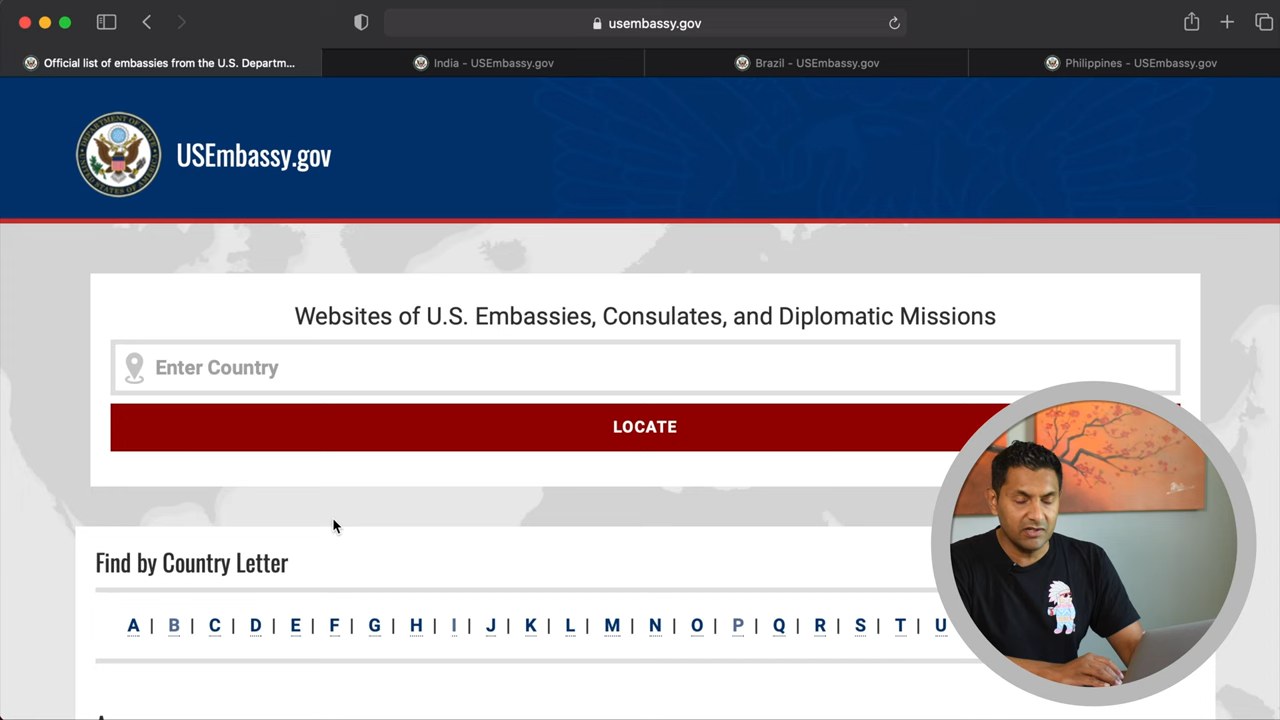 usembassy.gov
Official list of embassies from the U.S. Departm...
India - USEmbassy.gov
Brazil - USEmbassy.gov
Philippines - USEmbassy.gov
USEmbassy.gov
Websites of U.S. Embassies, Consulates, and Diplomatic Missions
Enter Country
LOCATE
Find by Country Letter
A | B | C | D | E | F | G | H | I | J | K | L | M | N | O | P | Q | R | S | T | U